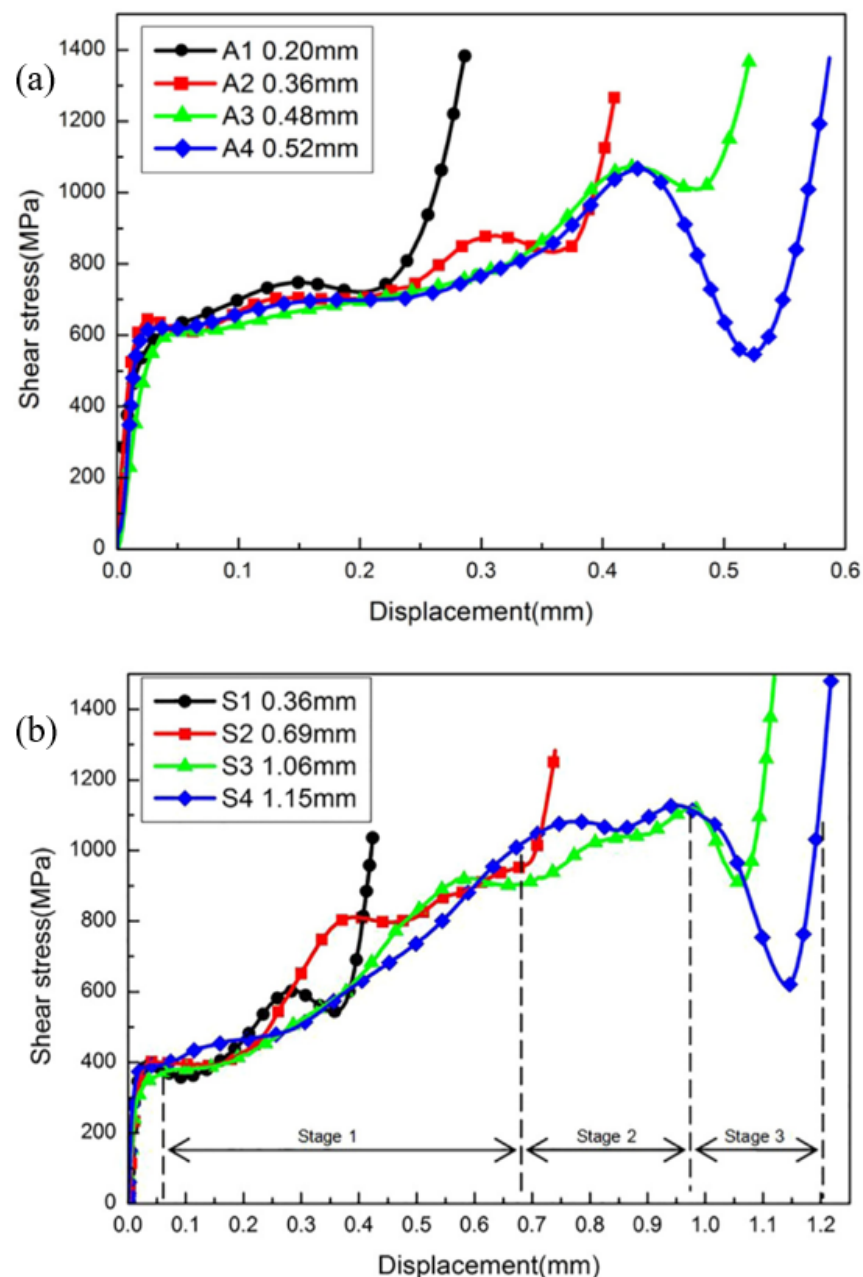 (a)
A1 0.20mm
A2 0.36mm
A3 0.48mm
A4 0.52mm
1400
1200
1000
800
600
400
200
0
Shear stress(MPa)
0.0 0.1 0.2 0.3 0.4 0.5 0.6
Displacement(mm)
(b)
S1 0.36mm
S2 0.69mm
S3 1.06mm
S4 1.15mm
1400
1200
1000
800
600
400
200
0
Shear stress(MPa)
Stage 1 Stage 2 Stage 3
0.0 0.1 0.2 0.3 0.4 0.5 0.6 0.7 0.8 0.9 1.0 1.1 1.2
Displacement(mm)